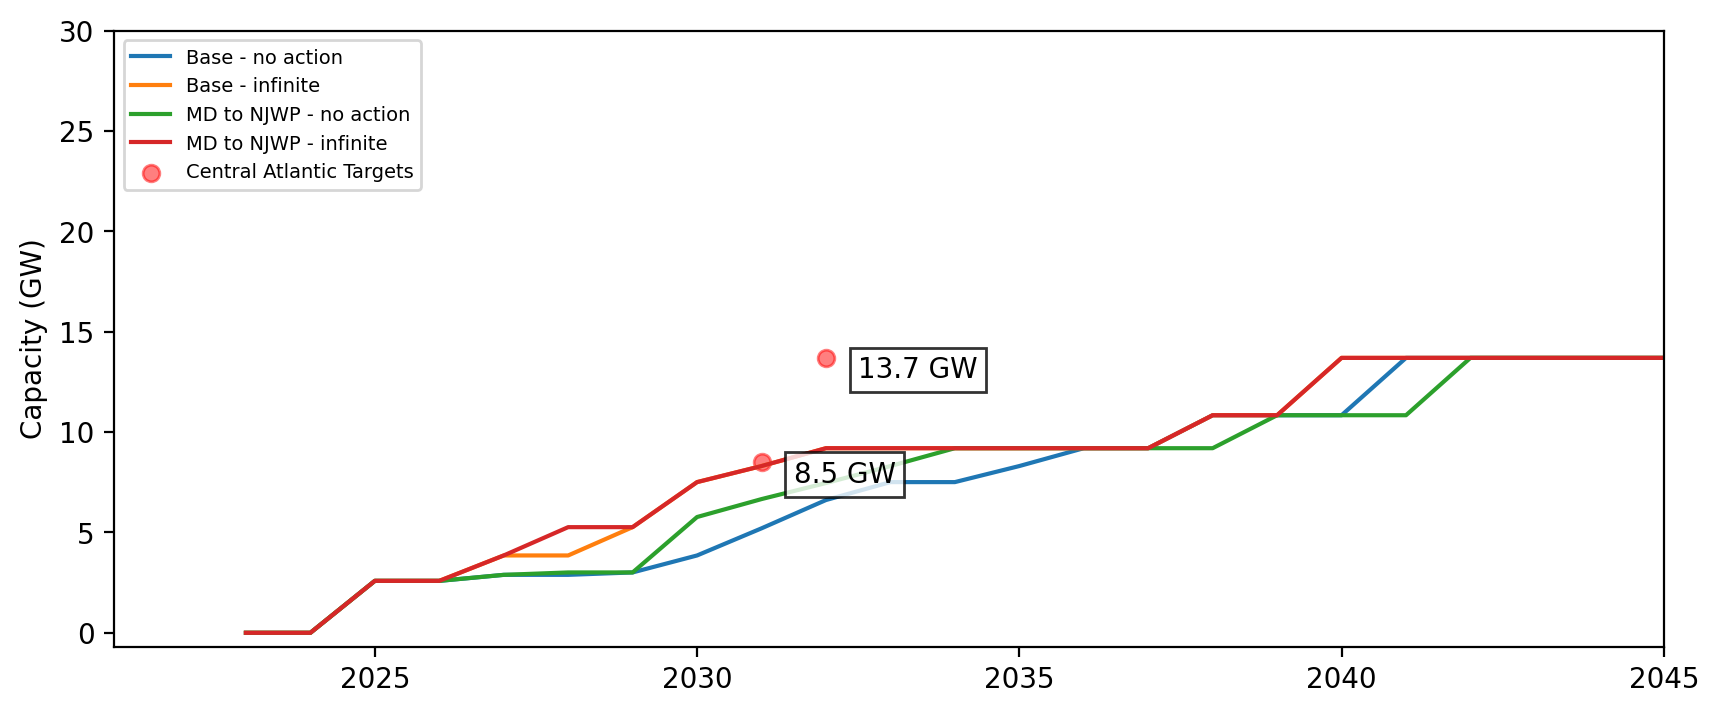 30
25
20
15
10
5
0
Capacity (GW)
Base - no action
Base - infinite
MD to NJWP - no action
MD to NJWP - infinite
Central Atlantic Targets
13.7 GW
8.5 GW
2025
2030
2035
2040
2045